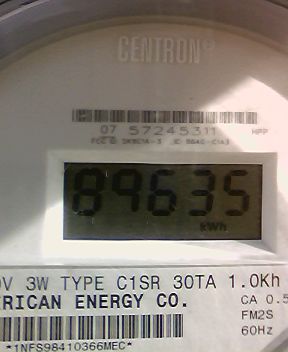 CENTRON®
07 57245311
89635
kWh
V 3W TYPE C1SR 30TA 1.0Kh
ERICAN ENERGY CO.
CA 0.5
FM2S
60Hz
*1NFS98410366MEC*